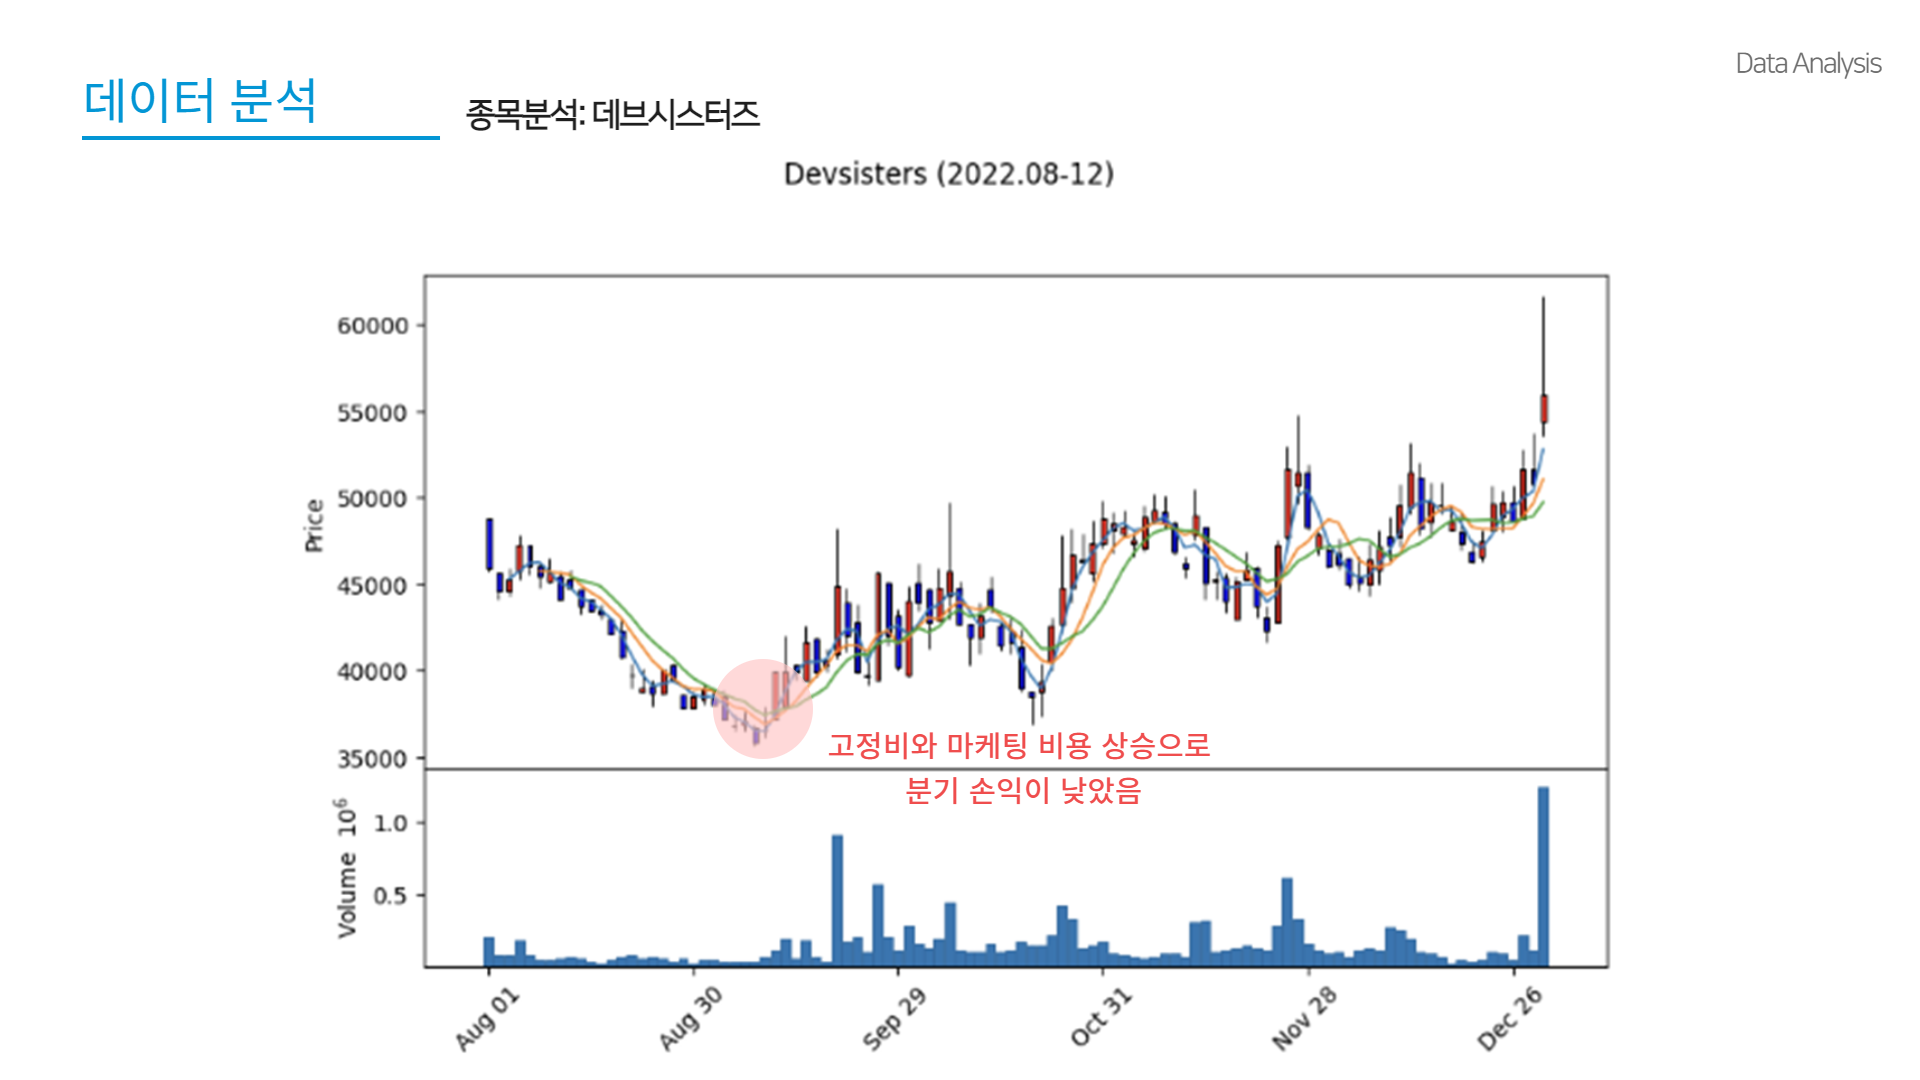 Data Analysis
데이터 분석
종목분석: 데브시스터즈
Devsisters (2022.08-12)
Price
60000
55000
50000
45000
40000
35000
고정비와 마케팅 비용 상승으로
분기 손익이 낮았음
Volume 10⁶
1.0
0.5
Aug 01
Aug 30
Sep 29
Oct 31
Nov 28
Dec 26